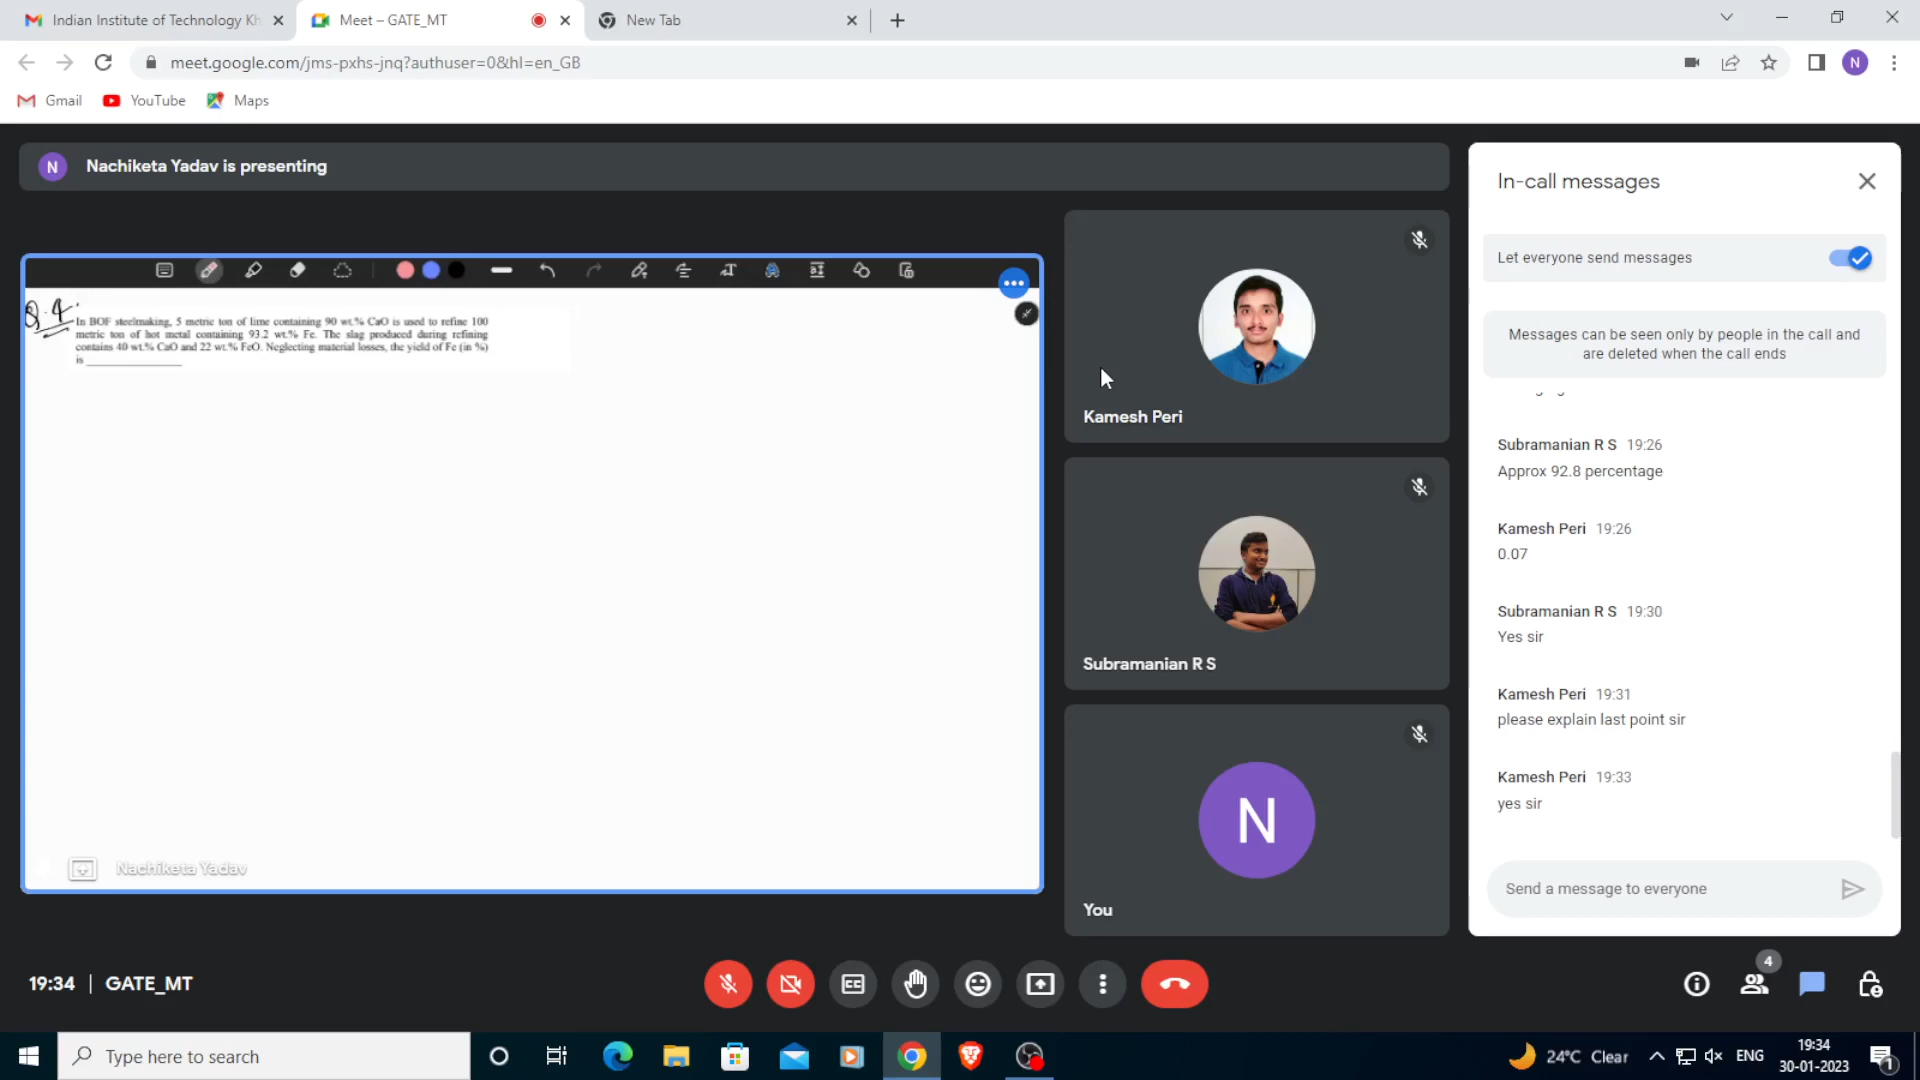 Indian Institute of Technology Kh
Meet – GATE_MT
New Tab
meet.google.com/jms-pxhs-jnq?authuser=0&hl=en_GB
N
Gmail
YouTube
Maps
N
Nachiketa Yadav is presenting
Q.4.
In BOF steelmaking, 5 metric ton of lime containing 90 wt.% CaO is used to refine 100
metric ton of hot metal containing 93.2 wt.% Fe. The slag produced during refining
contains 40 wt.% CaO and 22 wt.% FeO. Neglecting material losses, the yield of Fe (in %)
is ________________
Nachiketa Yadav
Kamesh Peri
Subramanian R S
N
You
In-call messages
Let everyone send messages
Messages can be seen only by people in the call and
are deleted when the call ends
Subramanian R S 19:26
Approx 92.8 percentage
Kamesh Peri 19:26
0.07
Subramanian R S 19:30
Yes sir
Kamesh Peri 19:31
please explain last point sir
Kamesh Peri 19:33
yes sir
Send a message to everyone
19:34 | GATE_MT
CC
4
Type here to search
24°C Clear
ENG
19:34
30-01-2023
1